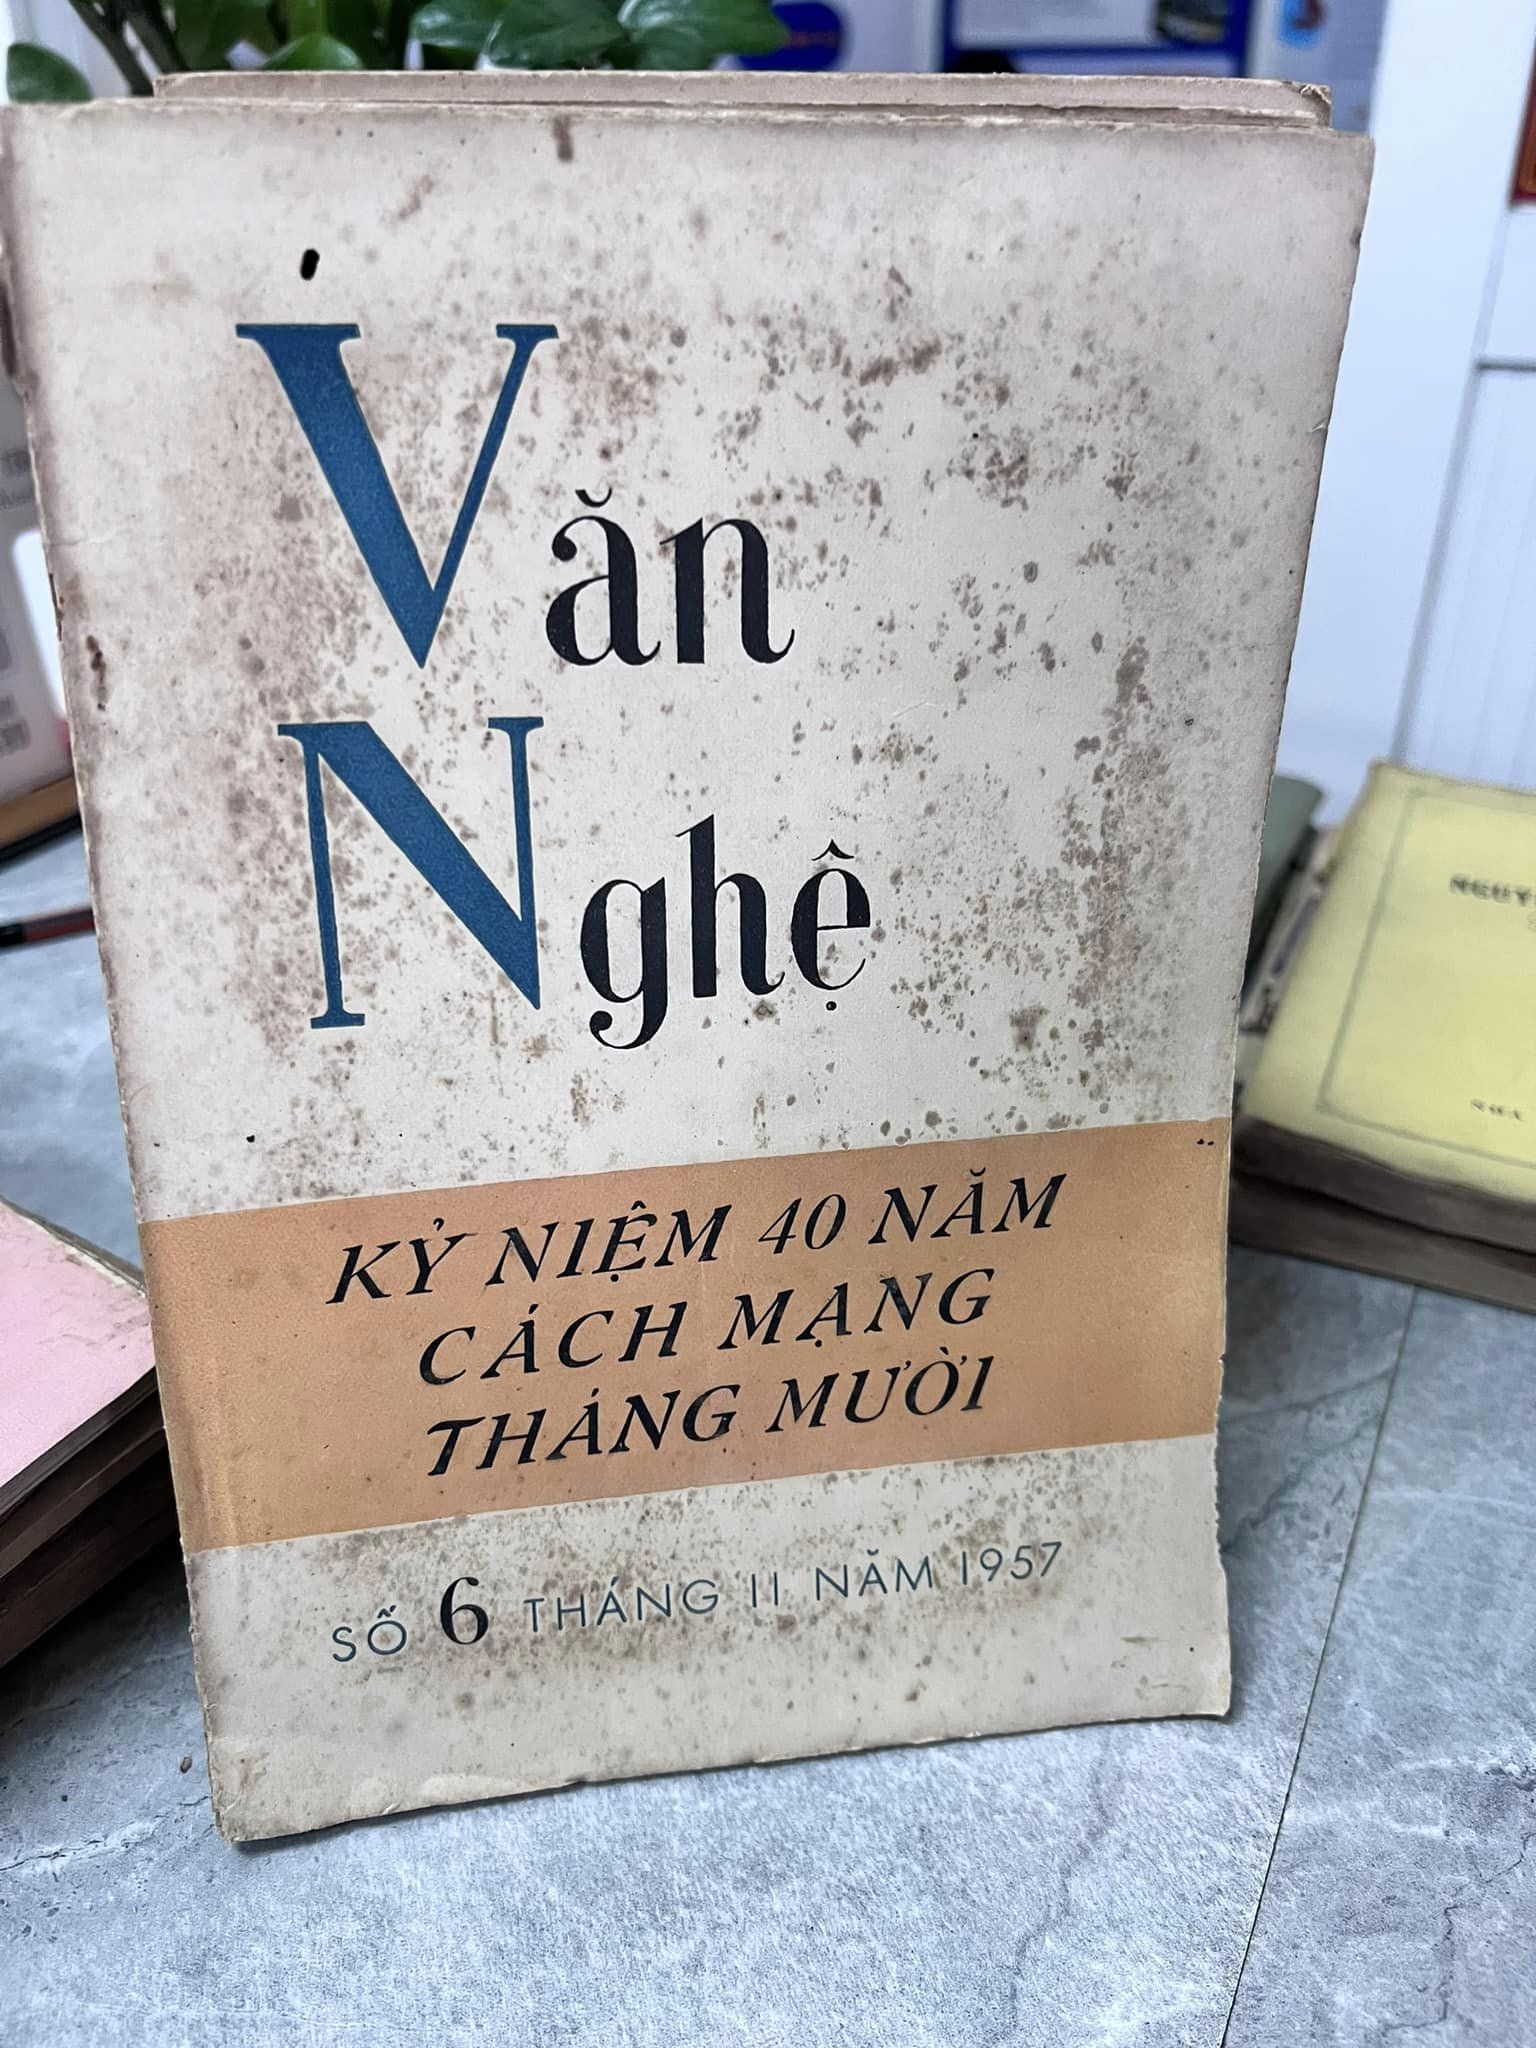 Văn
Nghệ
KỶ NIỆM 40 NĂM
CÁCH MẠNG
THÁNG MƯỜI
SỐ 6 THÁNG 11 NĂM 1957